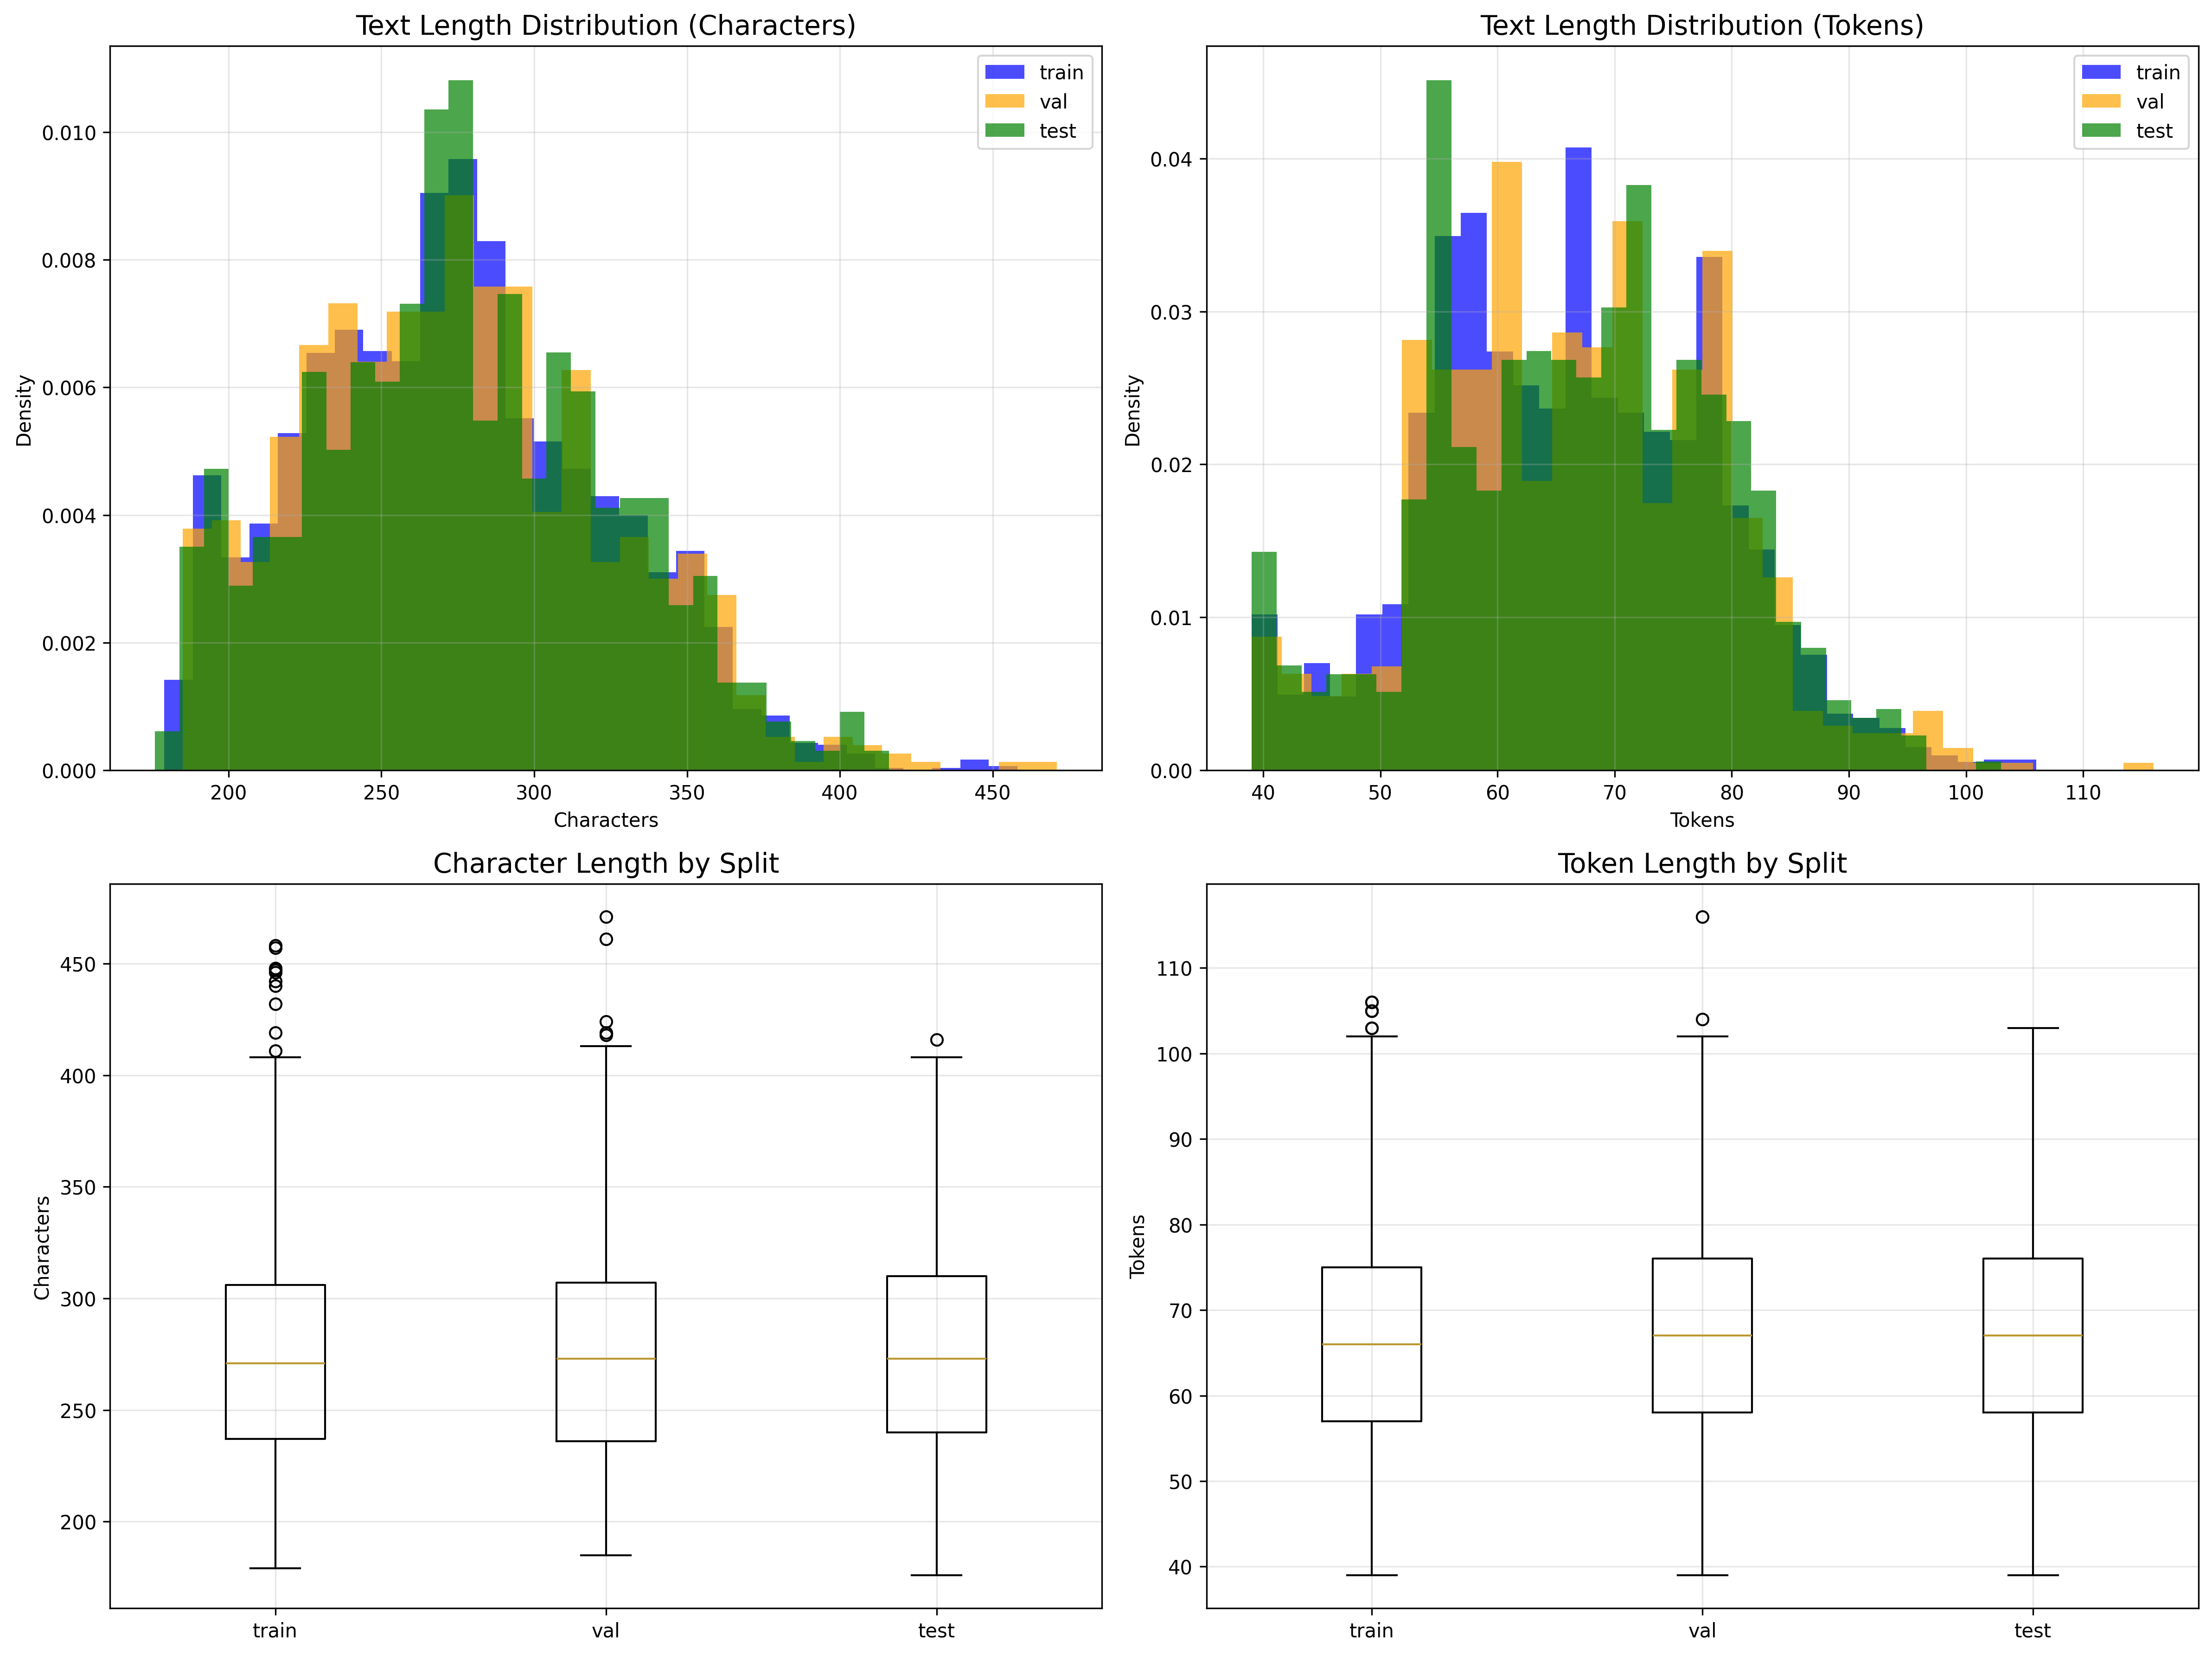 Text Length Distribution (Characters)
train
val
test
0.010
0.008
0.006
0.004
0.002
0.000
Density
200 250 300 350 400 450
Characters
Text Length Distribution (Tokens)
train
val
test
0.04
0.03
0.02
0.01
0.00
Density
40 50 60 70 80 90 100 110
Tokens
Character Length by Split
450
400
350
300
250
200
Characters
train val test
Token Length by Split
110
100
90
80
70
60
50
40
Tokens
train val test